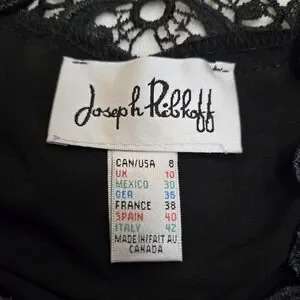 Joseph Ribkoff
CAN/USA 8
UK 10
MEXICO 30
GER 36
FRANCE 38
SPAIN 40
ITALY 42
MADE IN/FAIT AU
CANADA